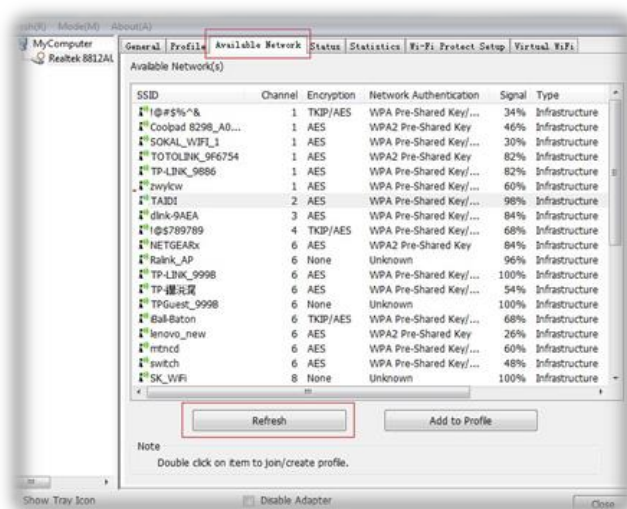 esh(R) Mode(M) About(A)
MyComputer
Realtek 8812AU
General Profile Available Network Status Statistics Wi-Fi Protect Setup Virtual WiFi
Available Network(s)
SSID Channel Encryption Network Authentication Signal Type
!@#$%^& 1 TKIP/AES WPA Pre-Shared Key/... 34% Infrastructure
Coolpad 8298_A0... 1 AES WPA2 Pre-Shared Key 46% Infrastructure
SOKAL_WIFI_1 1 AES WPA Pre-Shared Key/... 30% Infrastructure
TOTOLINK_9F6754 1 AES WPA2 Pre-Shared Key 82% Infrastructure
TP-LINK_9886 1 AES WPA Pre-Shared Key/... 82% Infrastructure
zwylcw 1 AES WPA Pre-Shared Key/... 60% Infrastructure
TAIDI 2 AES WPA Pre-Shared Key/... 98% Infrastructure
dlnk-9AEA 3 AES WPA Pre-Shared Key/... 84% Infrastructure
!@$789789 4 TKIP/AES WPA Pre-Shared Key/... 68% Infrastructure
NETGEARx 6 AES WPA2 Pre-Shared Key 84% Infrastructure
Ralink_AP 6 None Unknown 96% Infrastructure
TP-LINK_9998 6 AES WPA Pre-Shared Key/... 100% Infrastructure
TP- 6 AES WPA Pre-Shared Key/... 54% Infrastructure
TPGuest_9998 6 None Unknown 100% Infrastructure
iBall-Baton 6 TKIP/AES WPA Pre-Shared Key/... 68% Infrastructure
lenovo_new 6 AES WPA2 Pre-Shared Key 26% Infrastructure
mtncd 6 AES WPA Pre-Shared Key/... 60% Infrastructure
switch 6 AES WPA Pre-Shared Key/... 48% Infrastructure
SK_WiFi 8 None Unknown 100% Infrastructure
Refresh Add to Profile
Note
Double click on item to join/create profile.
Show Tray Icon Disable Adapter Close